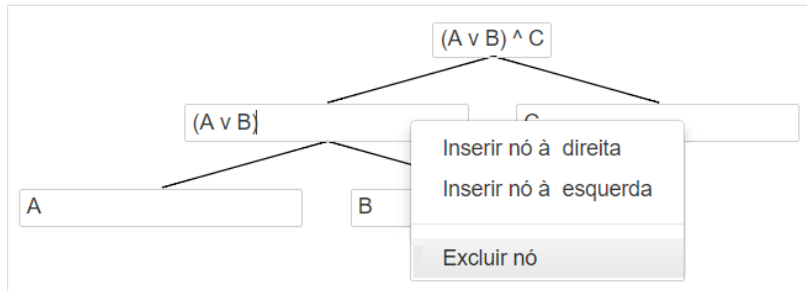 (A v B) ^ C
(A v B)
C
Inserir nó à direita
Inserir nó à esquerda
A
B
Excluir nó